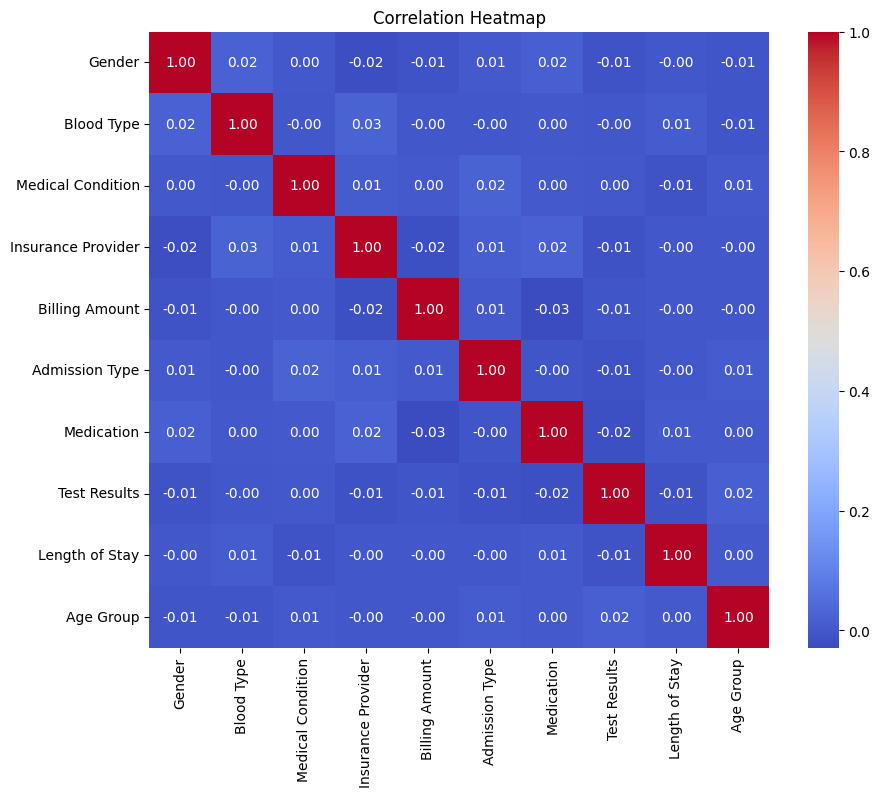 Correlation Heatmap
Gender 1.00 0.02 0.00 -0.02 -0.01 0.01 0.02 -0.01 -0.00 -0.01
Blood Type 0.02 1.00 -0.00 0.03 -0.00 -0.00 0.00 -0.00 0.01 -0.01
Medical Condition 0.00 -0.00 1.00 0.01 0.00 0.02 0.00 0.00 -0.01 0.01
Insurance Provider -0.02 0.03 0.01 1.00 -0.02 0.01 0.02 -0.01 -0.00 -0.00
Billing Amount -0.01 -0.00 0.00 -0.02 1.00 0.01 -0.03 -0.01 -0.00 -0.00
Admission Type 0.01 -0.00 0.02 0.01 0.01 1.00 -0.00 -0.01 -0.00 0.01
Medication 0.02 0.00 0.00 0.02 -0.03 -0.00 1.00 -0.02 0.01 0.00
Test Results -0.01 -0.00 0.00 -0.01 -0.01 -0.01 -0.02 1.00 -0.01 0.02
Length of Stay -0.00 0.01 -0.01 -0.00 -0.00 -0.00 0.01 -0.01 1.00 0.00
Age Group -0.01 -0.01 0.01 -0.00 -0.00 0.01 0.00 0.02 0.00 1.00
Gender
Blood Type
Medical Condition
Insurance Provider
Billing Amount
Admission Type
Medication
Test Results
Length of Stay
Age Group
1.0
0.8
0.6
0.4
0.2
0.0